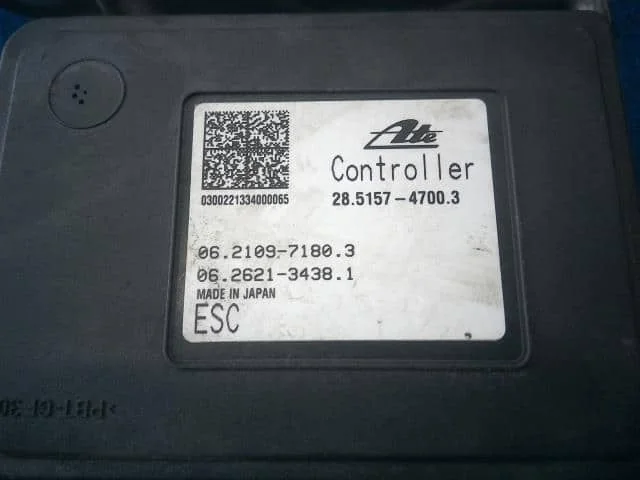 Ate
Controller
0300221334000065
28.5157-4700.3
06.2109-7180.3
06.2621-3438.1
MADE IN JAPAN
ESC